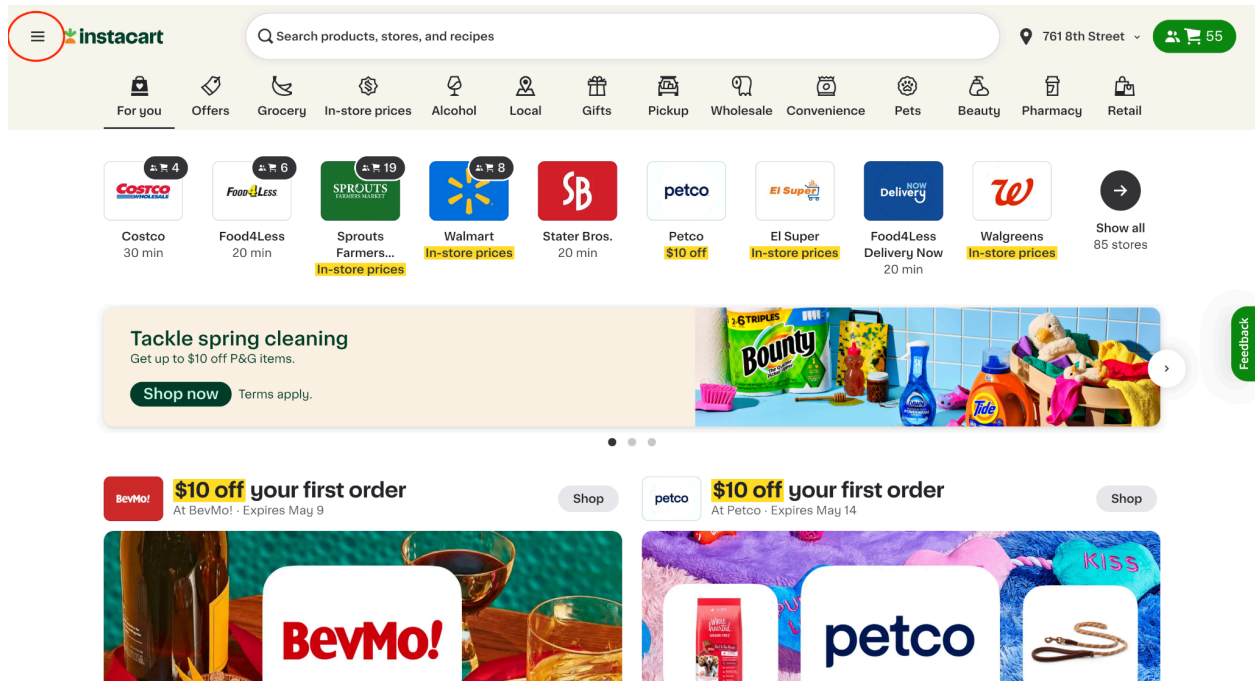 instacart
Search products, stores, and recipes
761 8th Street
55
For you
Offers
Grocery
In-store prices
Alcohol
Local
Gifts
Pickup
Wholesale
Convenience
Pets
Beauty
Pharmacy
Retail
4
6
19
8
COSTCO
WHOLESALE
FOOD4LESS
SPROUTS
FARMERS MARKET
SB
petco
El Super
NOW
Delivery
W
Costco
30 min
Food4Less
20 min
Sprouts
Farmers...
In-store prices
Walmart
In-store prices
Stater Bros.
20 min
Petco
$10 off
El Super
In-store prices
Food4Less
Delivery Now
20 min
Walgreens
In-store prices
Show all
85 stores
Tackle spring cleaning
Get up to $10 off P&G items.
Shop now
Terms apply.
6 TRIPLES
Bounty
DAWN
POWERWASH
Tide
Feedback
BevMo!
$10 off your first order
At BevMo! · Expires May 9
Shop
petco
$10 off your first order
At Petco · Expires May 14
Shop
BevMo!
KISS
WholeHearted
petco